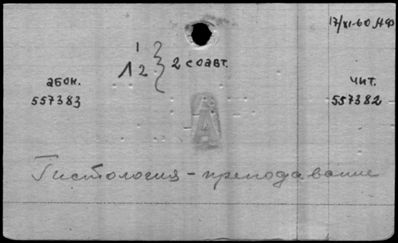 17/XI-60 АФ
1
1 2 } 2 соавт.
абон.
557383
чит.
557382
А
Гистология - преподавание